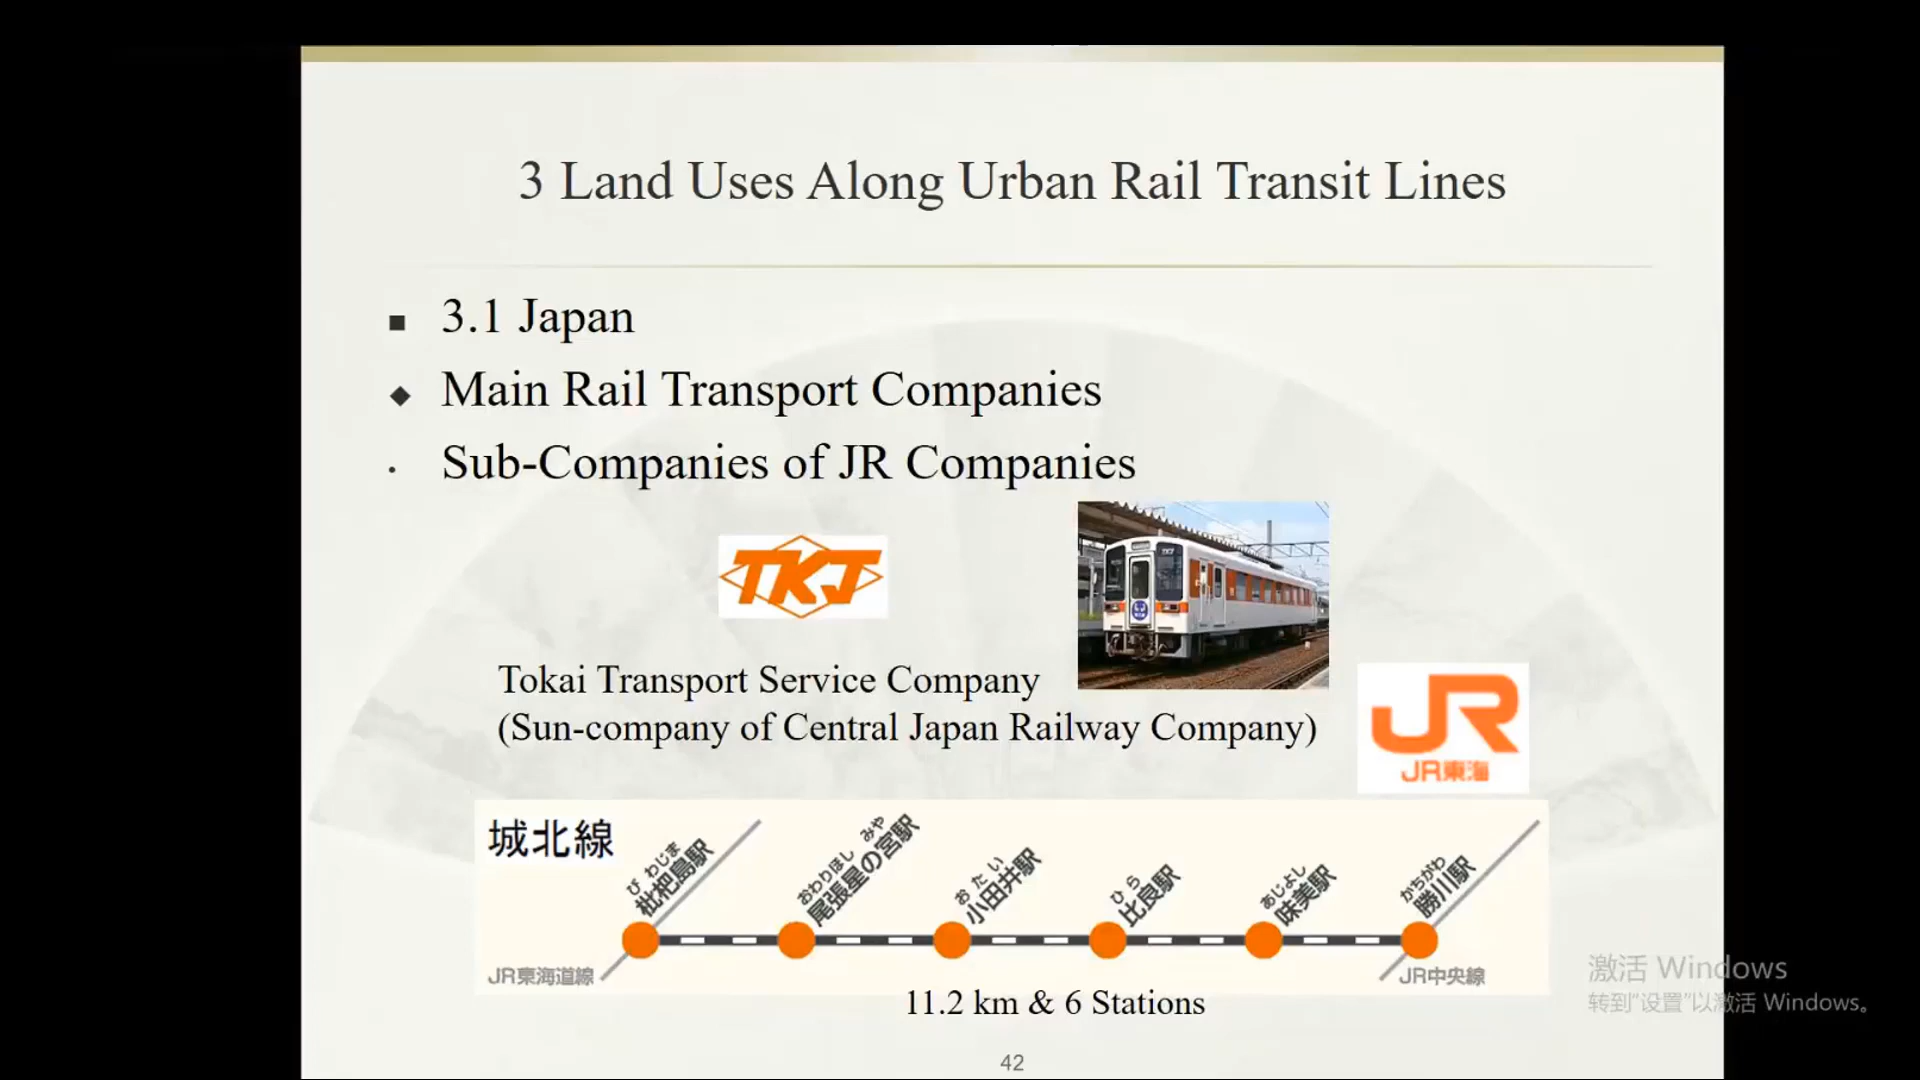 3 Land Uses Along Urban Rail Transit Lines
3.1 Japan
Main Rail Transport Companies
Sub-Companies of JR Companies
TKJ
TKJ
Tokai Transport Service Company
(Sun-company of Central Japan Railway Company)
JR
JR東海
城北線
びわじま
枇杷島駅
おわりほし みや
尾張星の宮駅
おたい
小田井駅
ひら
比良駅
あじよし
味美駅
かちがわ
勝川駅
JR東海道線
JR中央線
11.2 km & 6 Stations
42
激活 Windows
转到“设置”以激活 Windows。